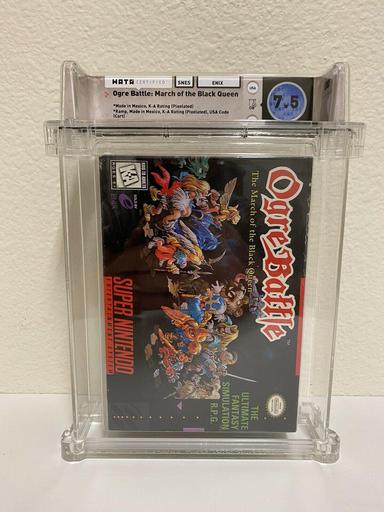 WATA CERTIFIED SNES ENIX USA
Ogre Battle: March of the Black Queen
7.5
*Made in Mexico, K-A Rating (Pixelated)
*Ramp, Made in Mexico, K-A Rating (Pixelated), USA Code
(Cart)
Ogre Battle
TM
The March of the Black Queen
K-A
SUPER NINTENDO
THE
ULTIMATE
FANTASY
SIMULATION
R.P.G.